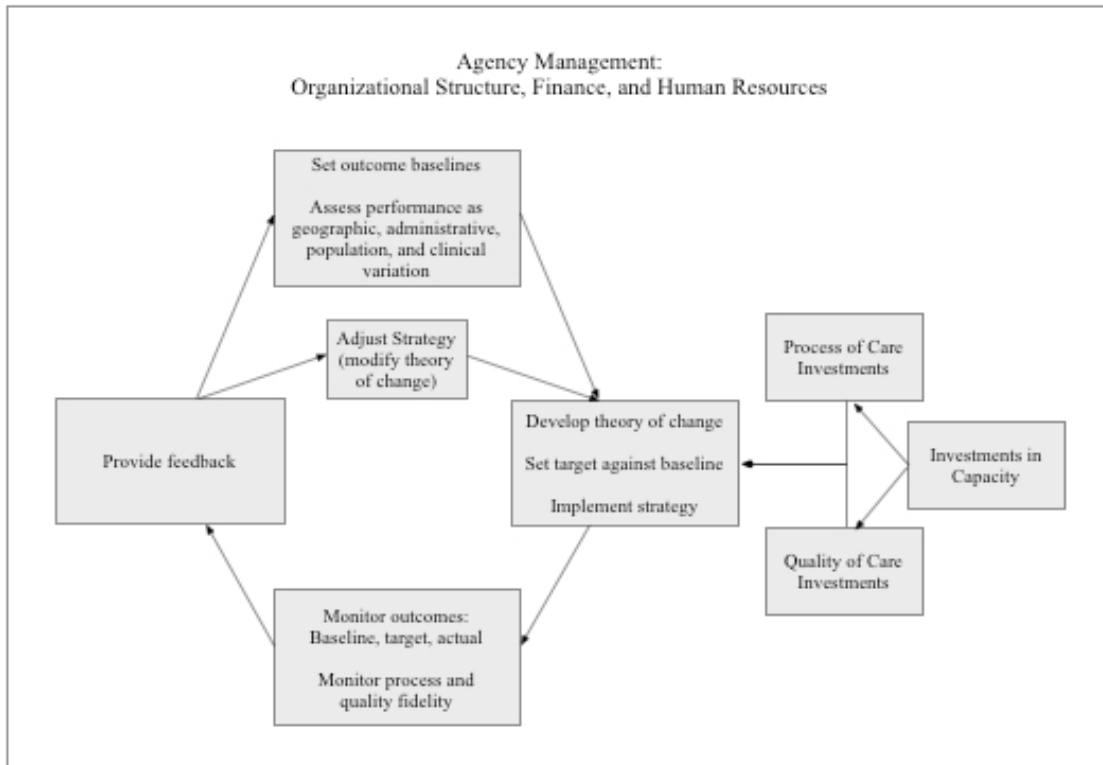 Agency Management:
Organizational Structure, Finance, and Human Resources
Set outcome baselines
Assess performance as
geographic, administrative,
population, and clinical
variation
Adjust Strategy
(modify theory
of change)
Process of Care
Investments
Provide feedback
Develop theory of change
Set target against baseline
Implement strategy
Investments in
Capacity
Quality of Care
Investments
Monitor outcomes:
Baseline, target, actual
Monitor process and
quality fidelity